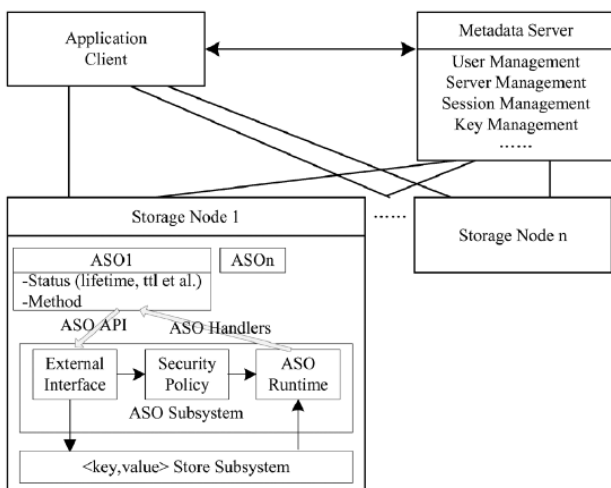 Application
Client
Metadata Server
User Management
Server Management
Session Management
Key Management
......
Storage Node 1
......
Storage Node n
ASO1
-Status (lifetime, ttl et al.)
-Method
ASOn
ASO API
ASO Handlers
External
Interface
Security
Policy
ASO
Runtime
ASO Subsystem
<key,value> Store Subsystem